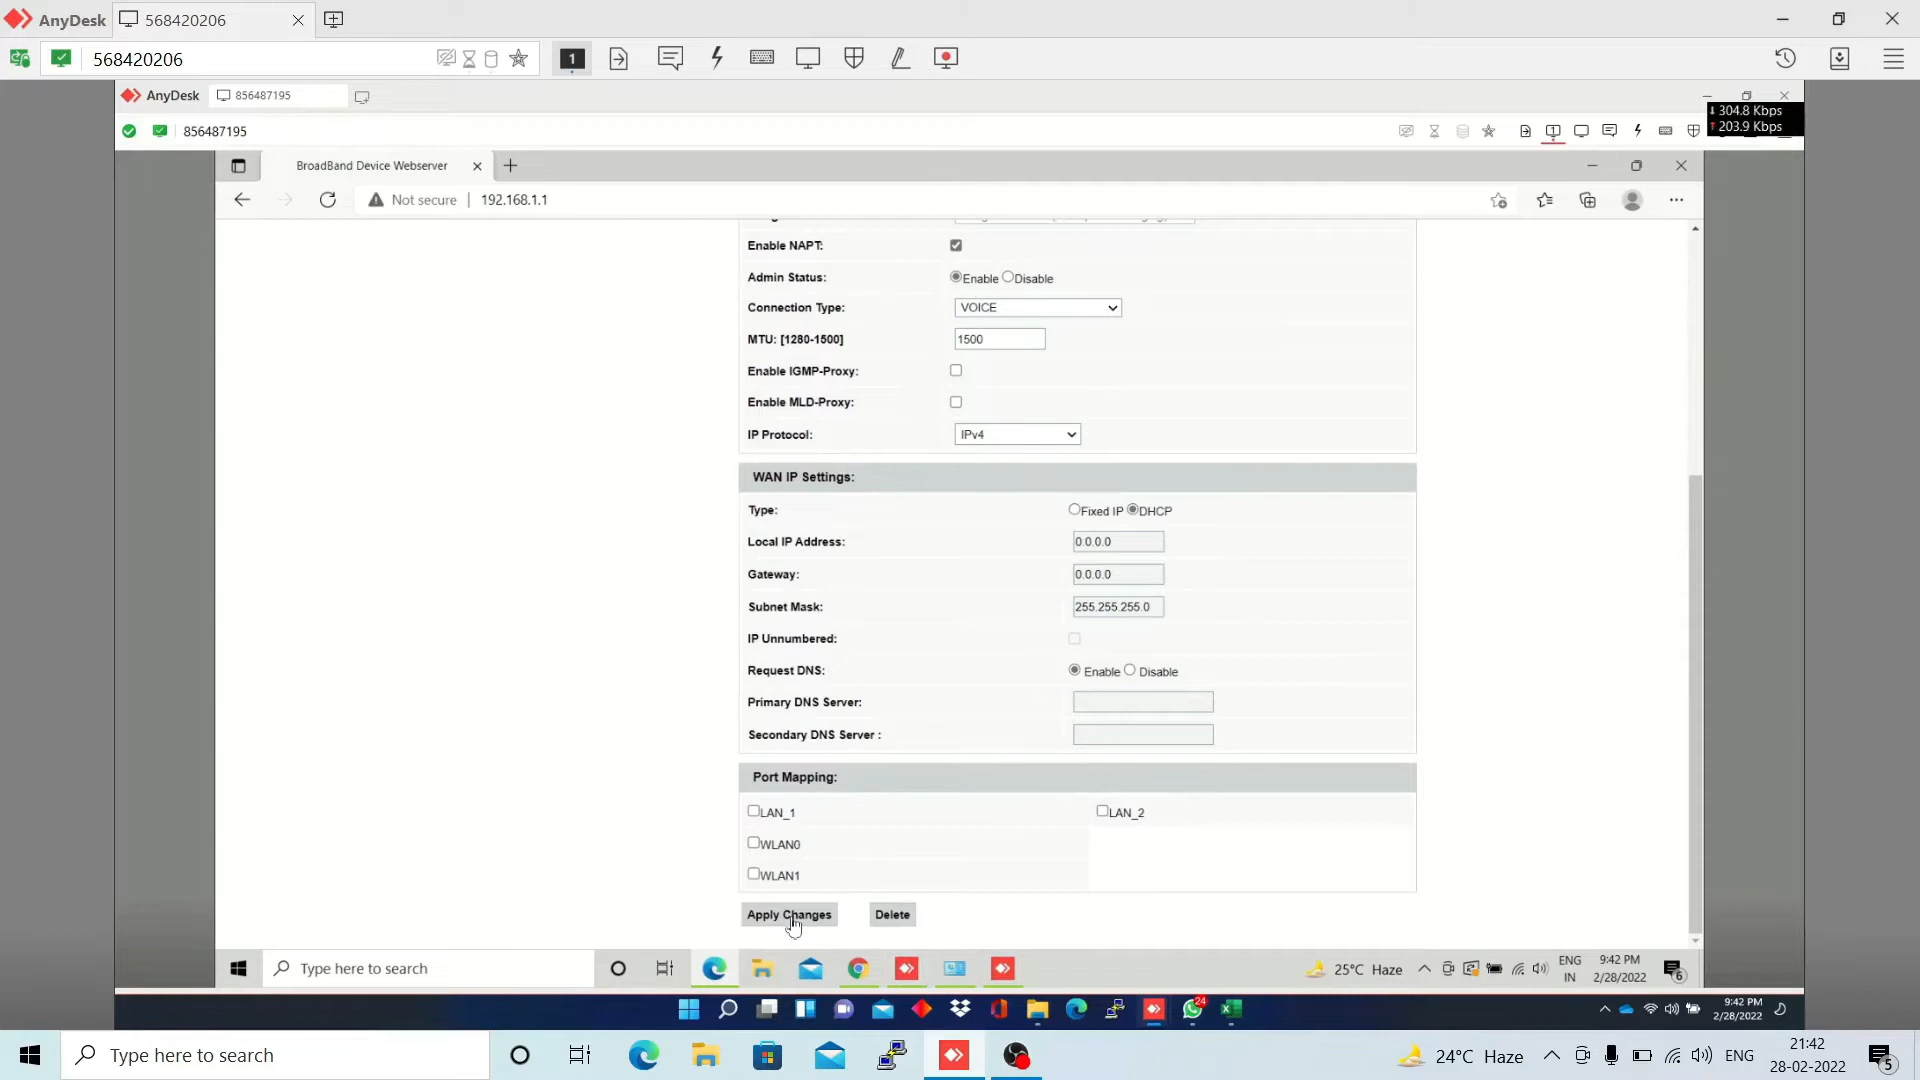 AnyDesk
568420206
568420206
1
AnyDesk
856487195
↓ 304.8 Kbps
↑ 203.9 Kbps
856487195
1
BroadBand Device Webserver
Not secure
192.168.1.1
Enable NAPT:
Admin Status:
Enable
Disable
Connection Type:
VOICE
MTU: [1280-1500]
1500
Enable IGMP-Proxy:
Enable MLD-Proxy:
IP Protocol:
IPv4
WAN IP Settings:
Type:
Fixed IP
DHCP
Local IP Address:
0.0.0.0
Gateway:
0.0.0.0
Subnet Mask:
255.255.255.0
IP Unnumbered:
Request DNS:
Enable
Disable
Primary DNS Server:
Secondary DNS Server :
Port Mapping:
LAN_1
LAN_2
WLAN0
WLAN1
Apply Changes
Delete
Type here to search
25°C Haze
ENG
IN
9:42 PM
2/28/2022
6
24
9:42 PM
2/28/2022
Type here to search
24°C Haze
ENG
21:42
28-02-2022
5